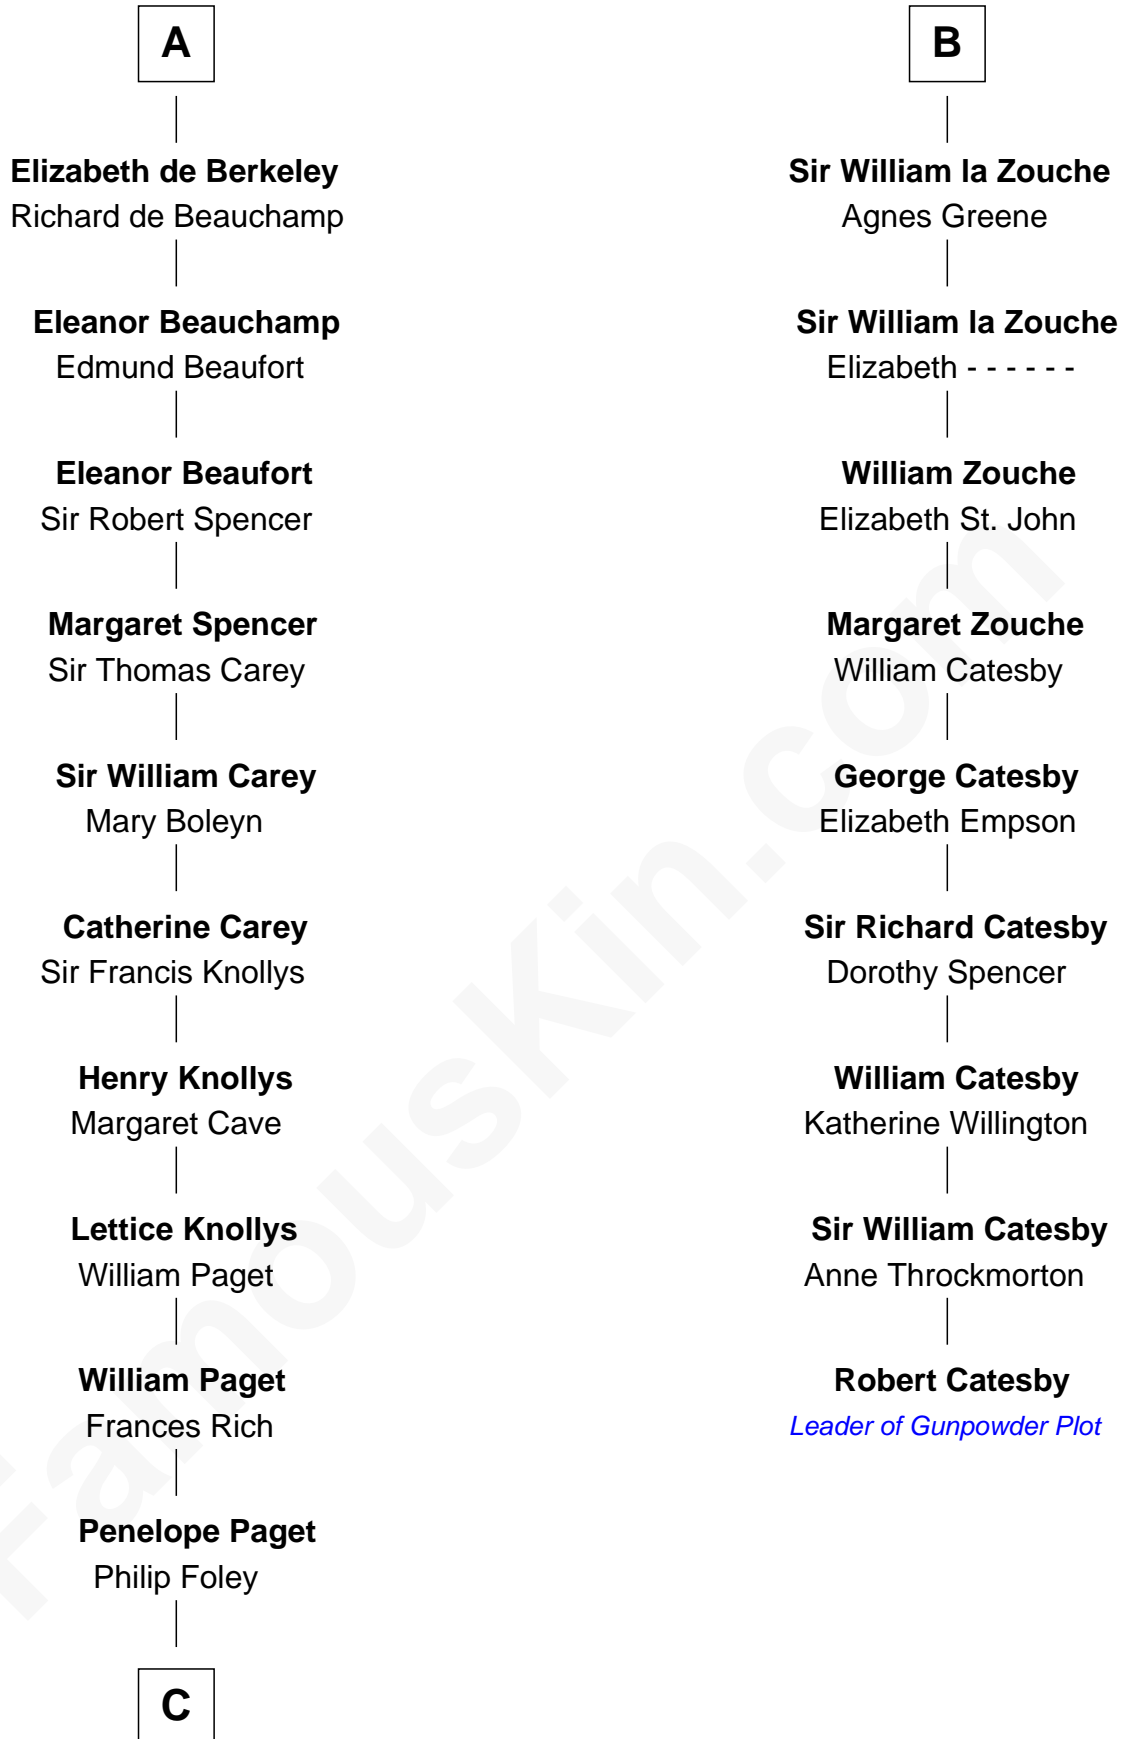 A
Elizabeth de Berkeley
Richard de Beauchamp
Eleanor Beauchamp
Edmund Beaufort
Eleanor Beaufort
Sir Robert Spencer
Margaret Spencer
Sir Thomas Carey
Sir William Carey
Mary Boleyn
Catherine Carey
Sir Francis Knollys
Henry Knollys
Margaret Cave
Lettice Knollys
William Paget
William Paget
Frances Rich
Penelope Paget
Philip Foley
C
B
Sir William la Zouche
Agnes Greene
Sir William la Zouche
Elizabeth - - - - - -
William Zouche
Elizabeth St. John
Margaret Zouche
William Catesby
George Catesby
Elizabeth Empson
Sir Richard Catesby
Dorothy Spencer
William Catesby
Katherine Willington
Sir William Catesby
Anne Throckmorton
Robert Catesby
Leader of Gunpowder Plot
FamousKin.com